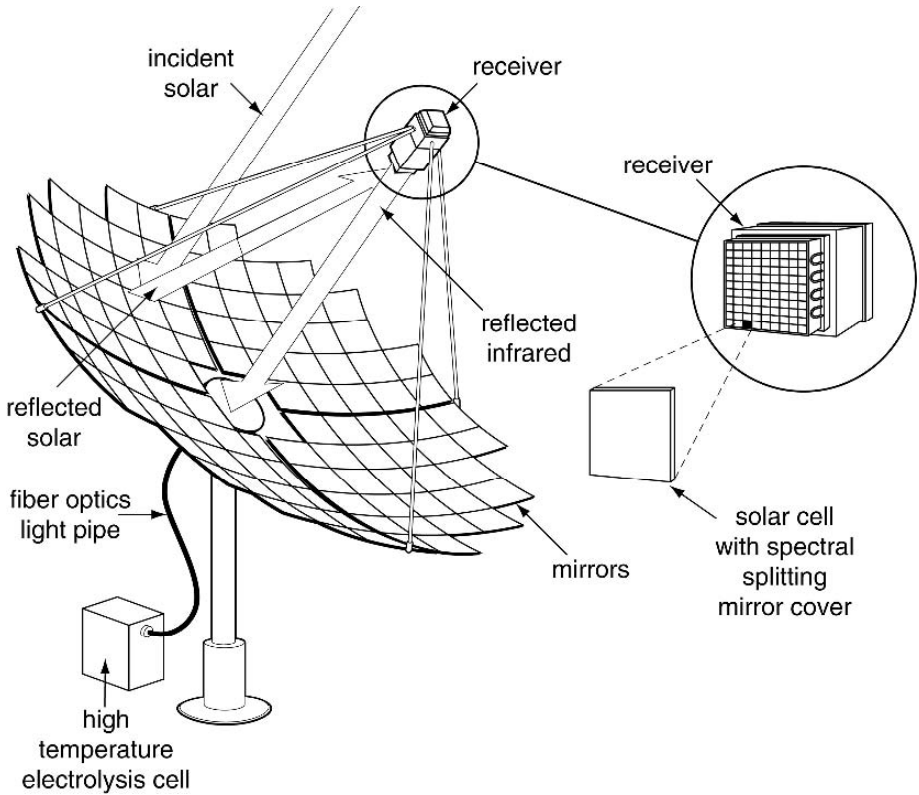 incident
solar
receiver
receiver
reflected
infrared
reflected
solar
fiber optics
light pipe
mirrors
solar cell
with spectral
splitting
mirror cover
high
temperature
electrolysis cell